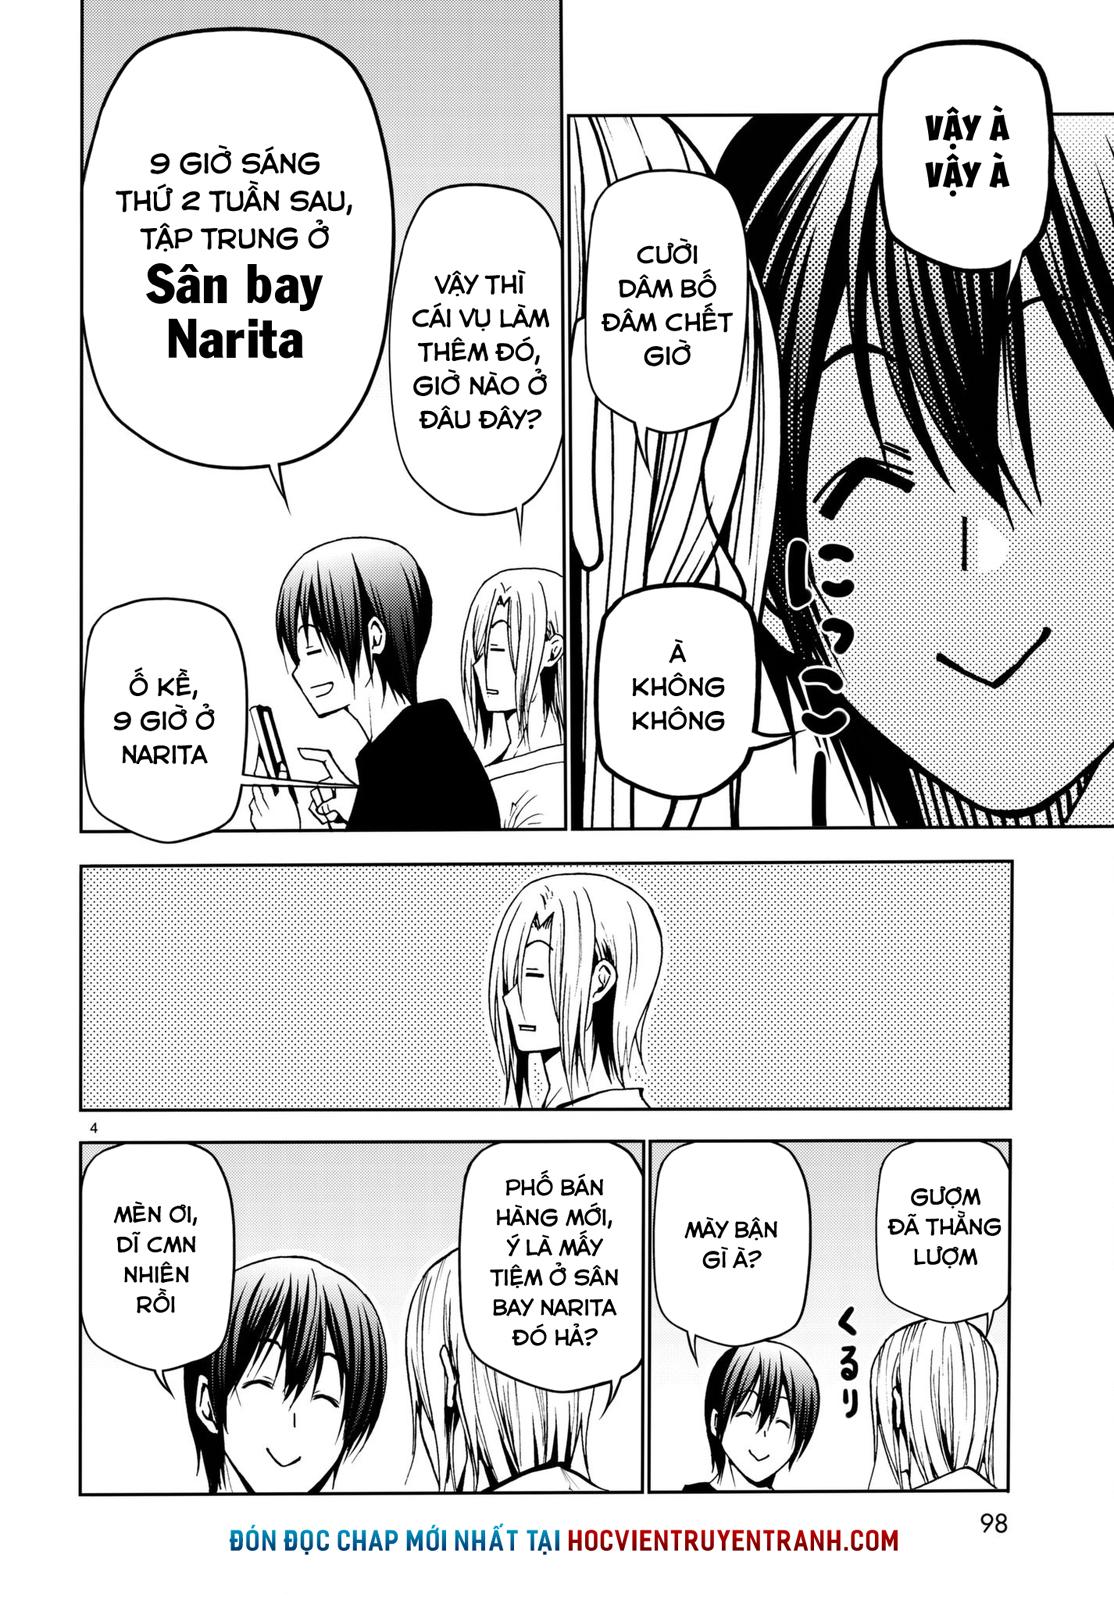 VẬY À
VẬY À
CƯỜI
DÂM BỐ
ĐÂM CHẾT
GIỜ
にっこり
À
KHÔNG
KHÔNG
VẬY THÌ
CÁI VỤ LÀM
THÊM ĐÓ,
GIỜ NÀO Ở
ĐÂU ĐÂY?
9 GIỜ SÁNG
THỨ 2 TUẦN SAU,
TẬP TRUNG Ở
Sân bay
Narita
Ố KỀ,
9 GIỜ Ở
NARITA
4
GƯỢM
ĐÃ THẰNG
LƯỢM
くるり
MÀY BẬN
GÌ À?
PHỐ BÁN
HÀNG MỚI,
Ý LÀ MẤY
TIỆM Ở SÂN
BAY NARITA
ĐÓ HẢ?
MÈN ƠI,
DĨ CMN
NHIÊN
RỒI
98
ĐÓN ĐỌC CHAP MỚI NHẤT TẠI HOCVIENTRUYENTRANH.COM